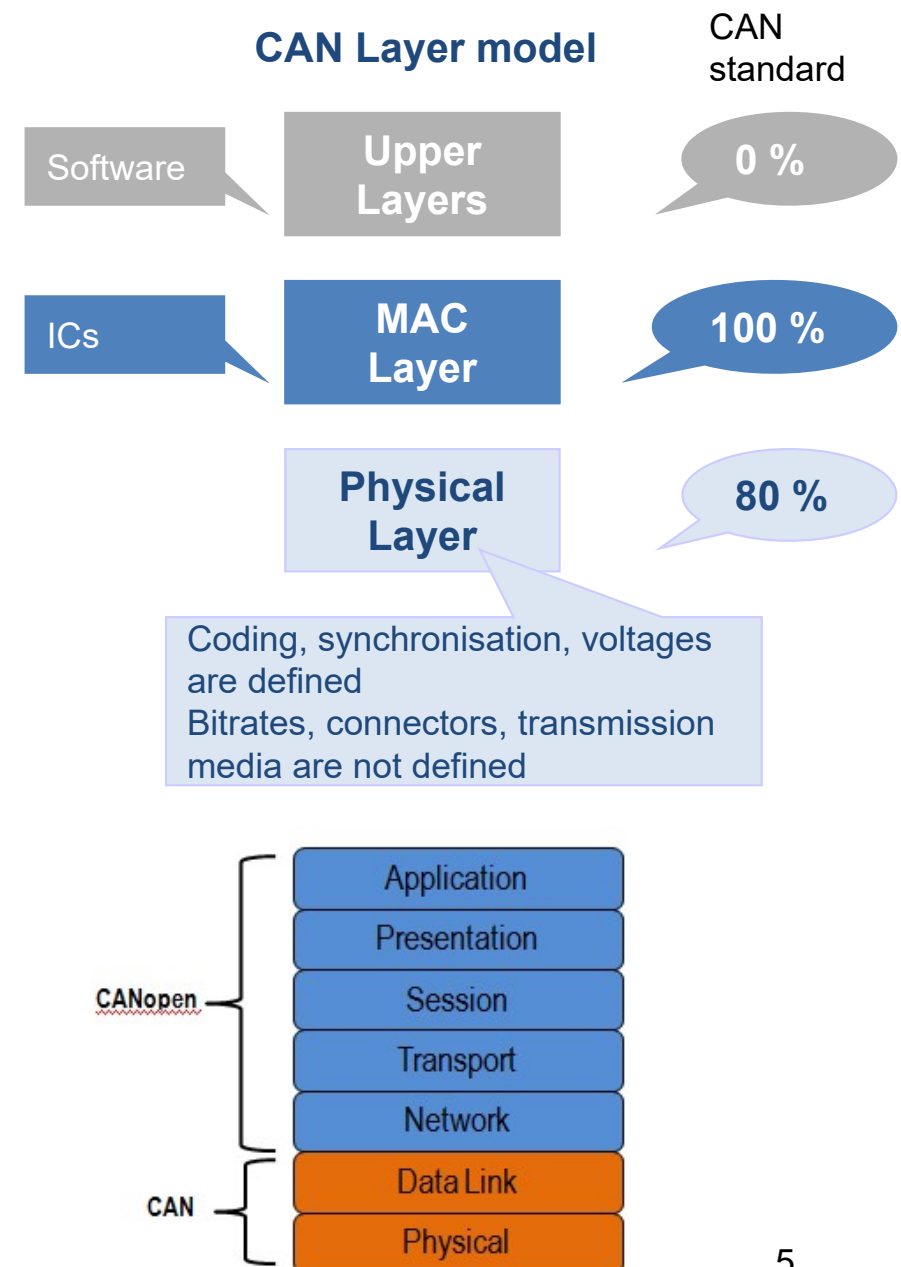 CAN Layer model
CAN
standard
Software
Upper
Layers
0 %
ICs
MAC
Layer
100 %
Physical
Layer
80 %
Coding, synchronisation, voltages
are defined
Bitrates, connectors, transmission
media are not defined
Application
Presentation
CANopen
Session
Transport
Network
Data Link
CAN
Physical
5